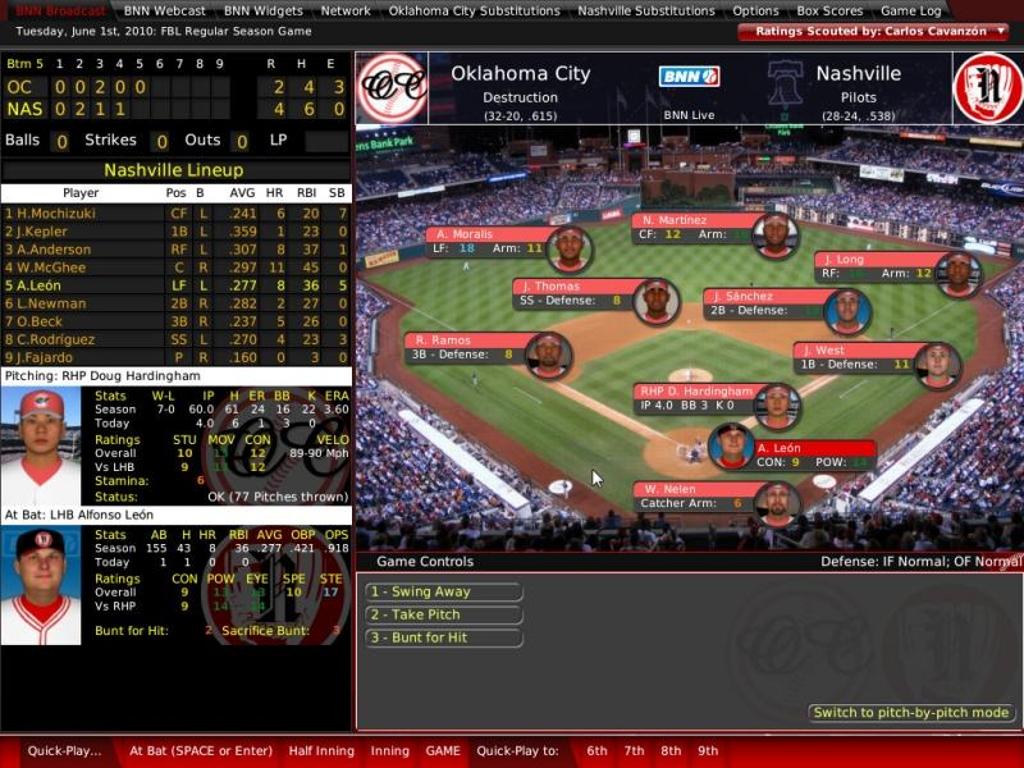 BNN Broadcast BNN Webcast BNN Widgets Network Oklahoma City Substitutions Nashville Substitutions Options Box Scores Game Log
Tuesday, June 1st, 2010: FBL Regular Season Game
Ratings Scouted by: Carlos Cavanzón
Btm 5 1 2 3 4 5 6 7 8 9 R H E
OC 0 0 2 0 0 2 4 3
NAS 0 2 1 1 4 6 0
Balls 0 Strikes 0 Outs 0 LP
Nashville Lineup
Player Pos B AVG HR RBI SB
1 H.Mochizuki CF L .241 6 20 7
2 J.Kepler 1B L .359 1 23 0
3 A.Anderson RF L .307 8 37 1
4 W.McGhee C R .297 11 45 0
5 A.León LF L .277 8 36 5
6 L.Newman 2B R .282 2 27 0
7 O.Beck 3B R .237 5 26 0
8 C.Rodríguez SS L .270 4 23 3
9 J.Fajardo P R .160 0 3 0
Pitching: RHP Doug Hardingham
Stats W-L IP H ER BB K ERA
Season 7-0 60.0 61 24 16 22 3.60
Today 4.0 6 1 3 0
Ratings STU MOV CON VELO
Overall 10 12 89-90 Mph
Vs LHB 9 12
Stamina: 6
Status: OK (77 Pitches thrown)
At Bat: LHB Alfonso León
Stats AB H HR RBI AVG OBP OPS
Season 155 43 8 36 .277 .421 .918
Today 1 1 0 0
Ratings CON POW EYE SPE STE
Overall 9 13 10 17
Vs RHP 9 14
Bunt for Hit: 2 Sacrifice Bunt: 3
Oklahoma City
Destruction
(32-20, .615)
BNN
BNN Live
Nashville
Pilots
(28-24, .538)
ens Bank Park
A. Moralis
LF: 18 Arm: 11
N. Martínez
CF: 12 Arm:
J. Long
RF: Arm: 12
J. Thomas
SS - Defense: 8
J. Sánchez
2B - Defense:
R. Ramos
3B - Defense: 8
J. West
1B - Defense: 11
RHP D. Hardingham
IP 4.0 BB 3 K 0
A. León
CON: 9 POW: 14
W. Nelen
Catcher Arm: 6
Game Controls
Defense: IF Normal; OF Normal
1 - Swing Away
2 - Take Pitch
3 - Bunt for Hit
Switch to pitch-by-pitch mode
Quick-Play... At Bat (SPACE or Enter) Half Inning Inning GAME Quick-Play to: 6th 7th 8th 9th